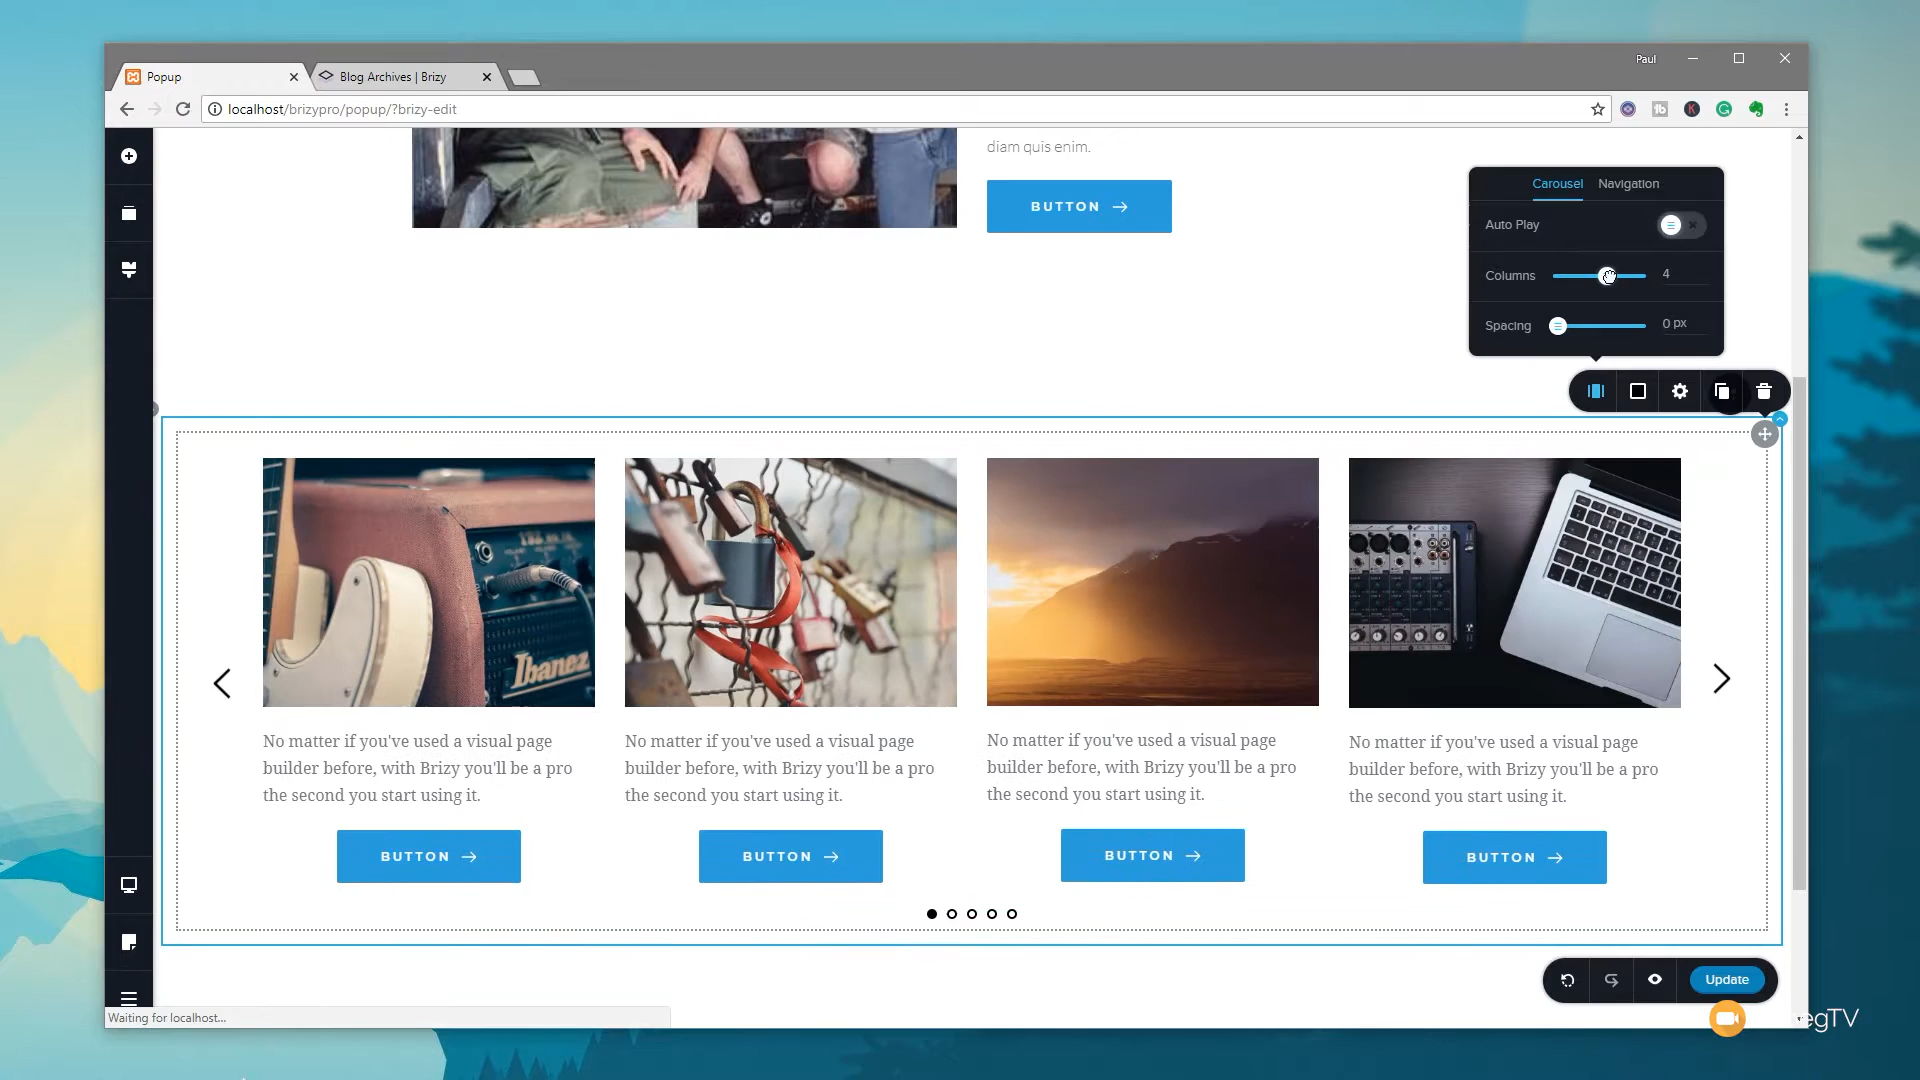 Paul
Popup
Blog Archives | Brizy
localhost/brizypro/popup/?brizy-edit
diam quis enim.
BUTTON
Carousel Navigation
Auto Play
Columns 4
Spacing 0 px
Ibanez
No matter if you've used a visual page
builder before, with Brizy you'll be a pro
the second you start using it.
BUTTON
No matter if you've used a visual page
builder before, with Brizy you'll be a pro
the second you start using it.
BUTTON
No matter if you've used a visual page
builder before, with Brizy you'll be a pro
the second you start using it.
BUTTON
No matter if you've used a visual page
builder before, with Brizy you'll be a pro
the second you start using it.
BUTTON
Update
Waiting for localhost...
egTV